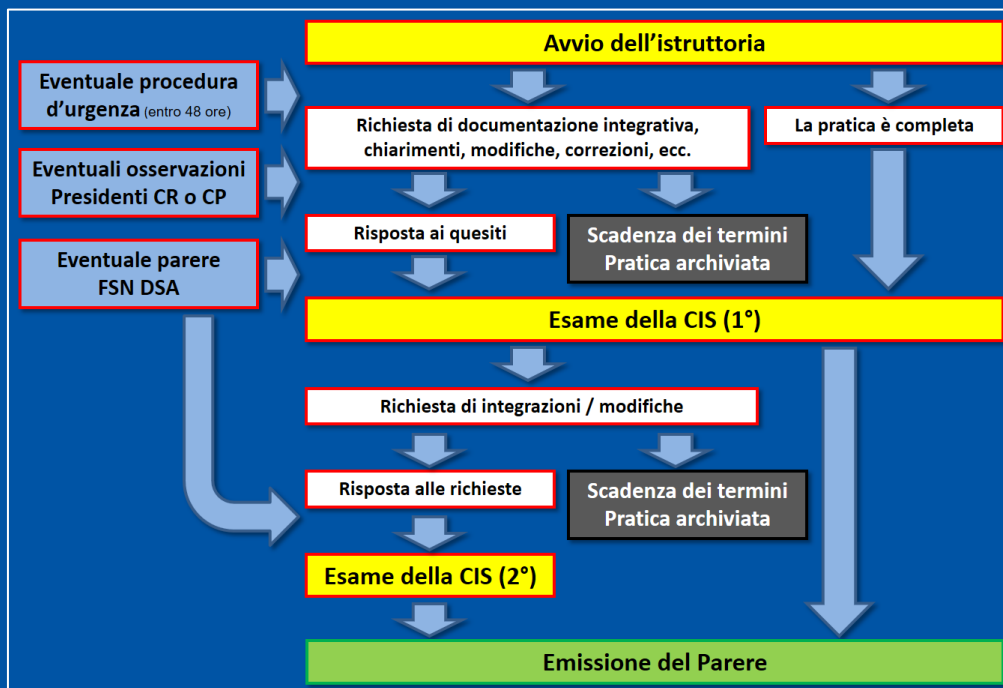 Avvio dell'istruttoria
Eventuale procedura
d'urgenza (entro 48 ore)
Richiesta di documentazione integrativa,
chiarimenti, modifiche, correzioni, ecc.
La pratica è completa
Eventuali osservazioni
Presidenti CR o CP
Risposta ai quesiti
Scadenza dei termini
Pratica archiviata
Eventuale parere
FSN DSA
Esame della CIS (1°)
Richiesta di integrazioni / modifiche
Risposta alle richieste
Scadenza dei termini
Pratica archiviata
Esame della CIS (2°)
Emissione del Parere